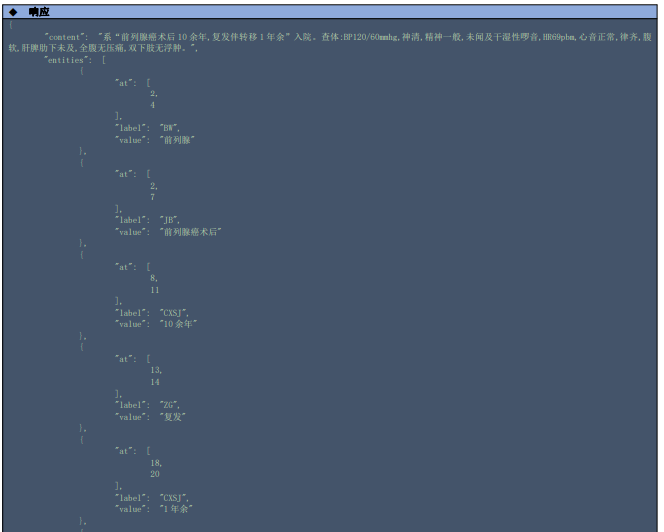 ◆ 响应
{
"content": "系“前列腺癌术后 10 余年,复发伴转移 1 年余”入院。查体:BP120/60mmhg,神清,精神一般,未闻及干湿性啰音,HR69pbm,心音正常,律齐,腹
软,肝脾肋下未及,全腹无压痛,双下肢无浮肿。",
"entities": [
{
"at": [
2,
4
],
"label": "BW",
"value": "前列腺"
},
{
"at": [
2,
7
],
"label": "JB",
"value": "前列腺癌术后"
},
{
"at": [
8,
11
],
"label": "CXSJ",
"value": "10 余年"
},
{
"at": [
13,
14
],
"label": "ZG",
"value": "复发"
},
{
"at": [
18,
20
],
"label": "CXSJ",
"value": "1 年余"
},
{